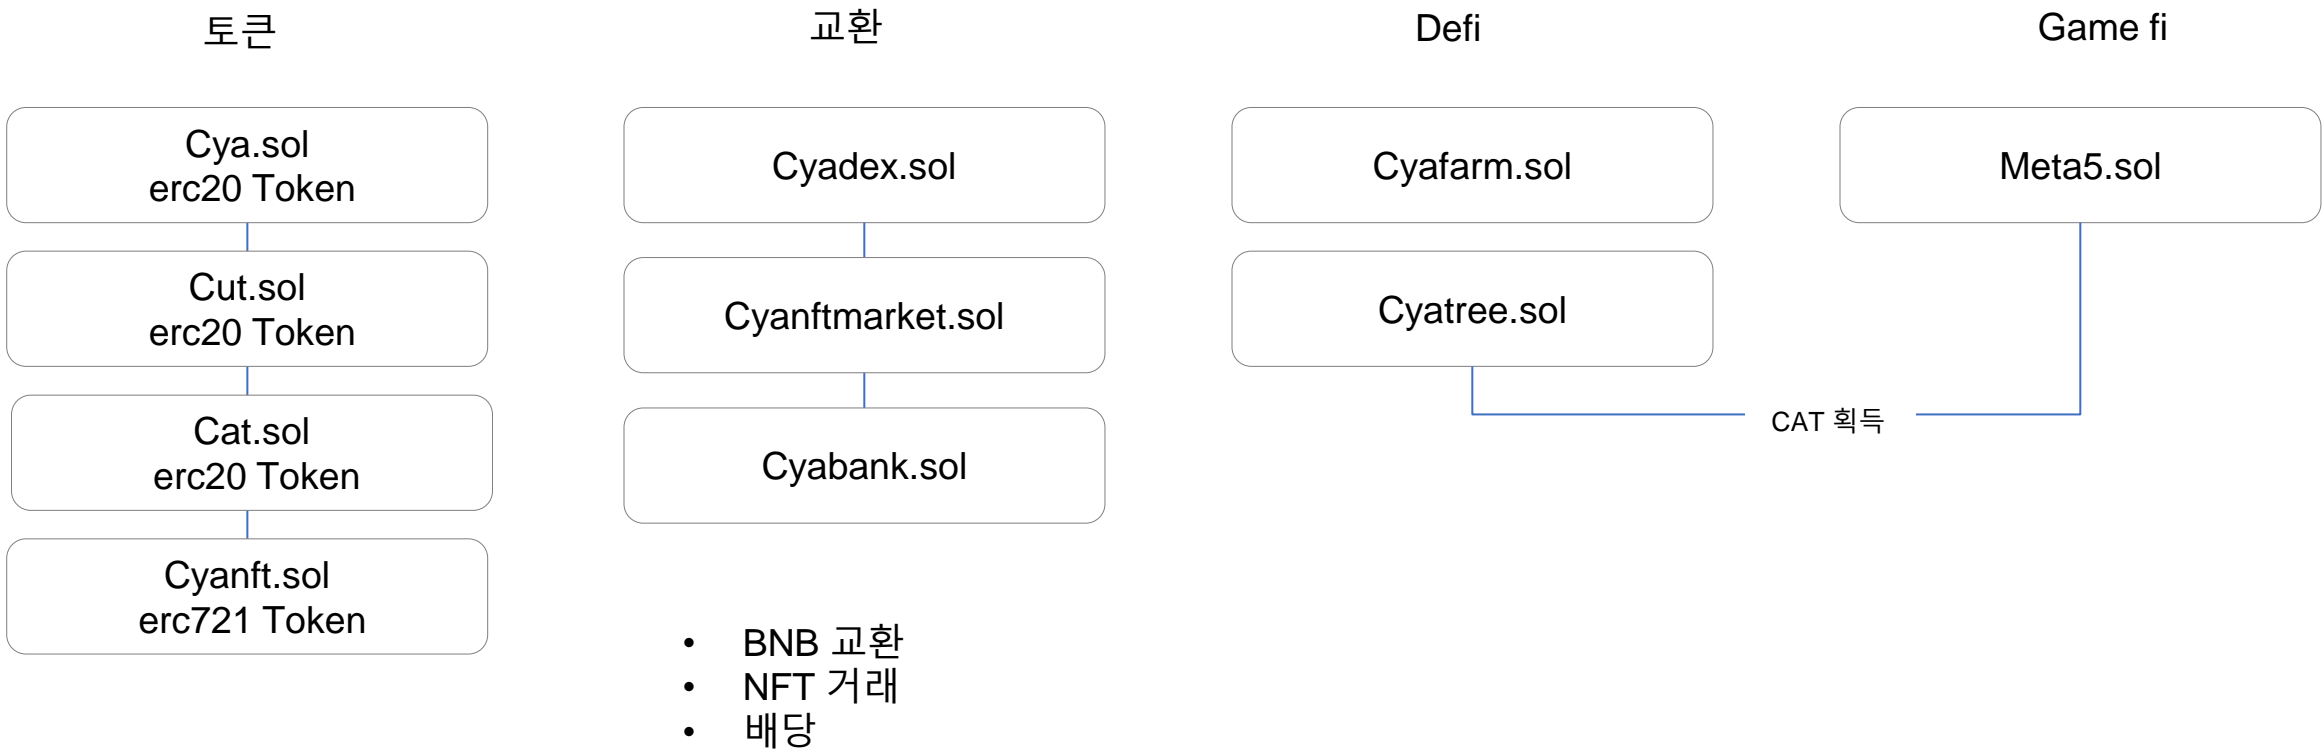 토큰
Cya.sol
erc20 Token
Cut.sol
erc20 Token
Cat.sol
erc20 Token
Cyanft.sol
erc721 Token
교환
Cyadex.sol
Cyanftmarket.sol
Cyabank.sol
• BNB 교환
• NFT 거래
• 배당
Defi
Cyafarm.sol
Cyatree.sol
CAT 획득
Game fi
Meta5.sol